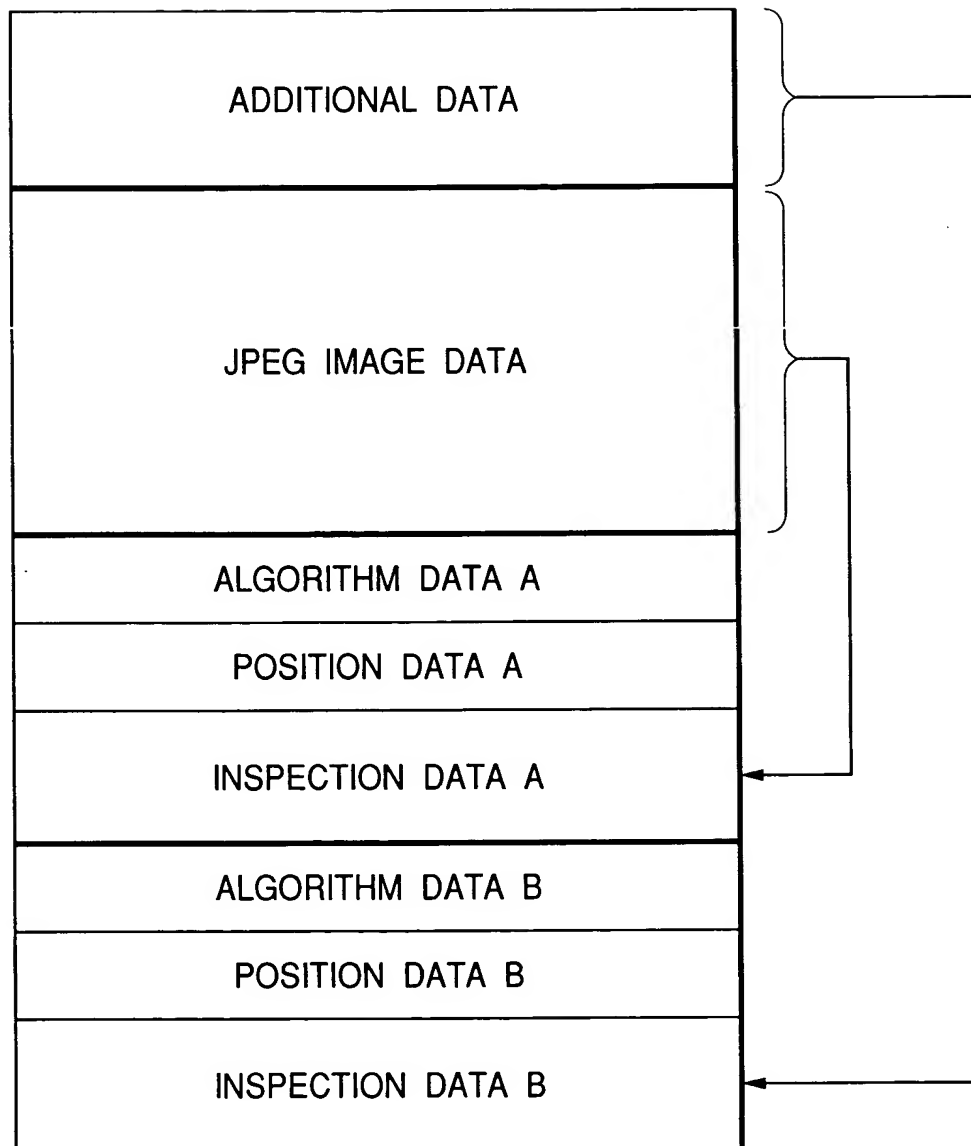 ADDITIONAL DATA
JPEG IMAGE DATA
ALGORITHM DATA A
POSITION DATA A
INSPECTION DATA A
ALGORITHM DATA B
POSITION DATA B
INSPECTION DATA B